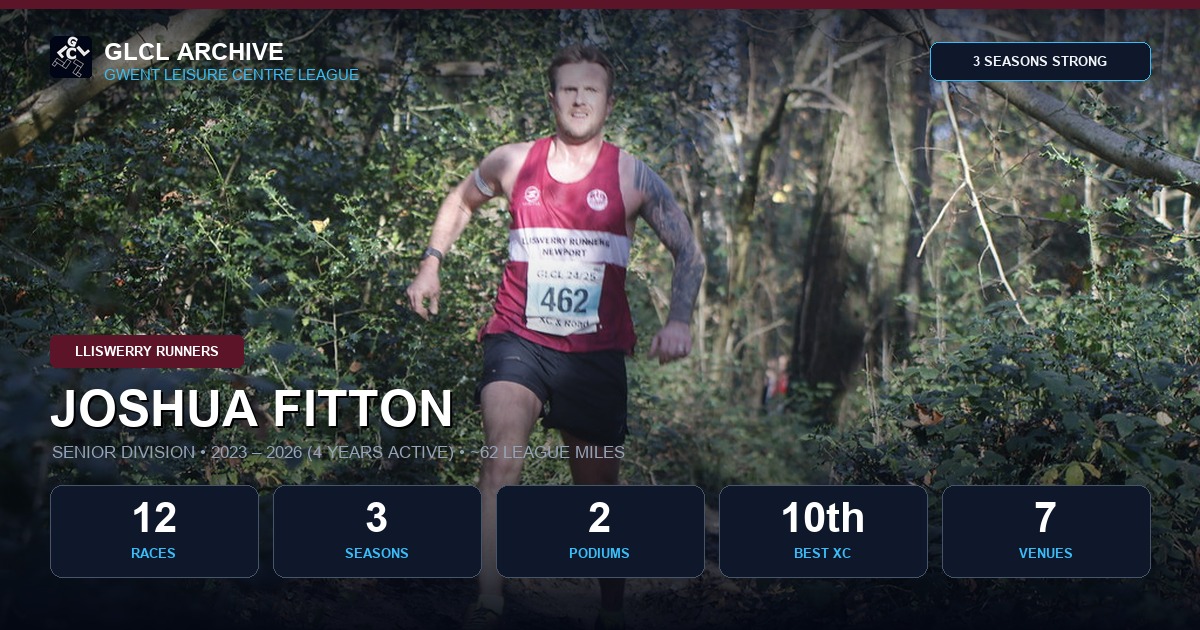 GLCL ARCHIVE
GWENT LEISURE CENTRE LEAGUE
3 SEASONS STRONG
LLISWERRY RUNNERS
NEWPORT
GLCL 24/25
462
XC & Road
LLISWERRY RUNNERS
JOSHUA FITTON
SENIOR DIVISION • 2023 – 2026 (4 YEARS ACTIVE) • ~62 LEAGUE MILES
12
RACES
3
SEASONS
2
PODIUMS
10th
BEST XC
7
VENUES